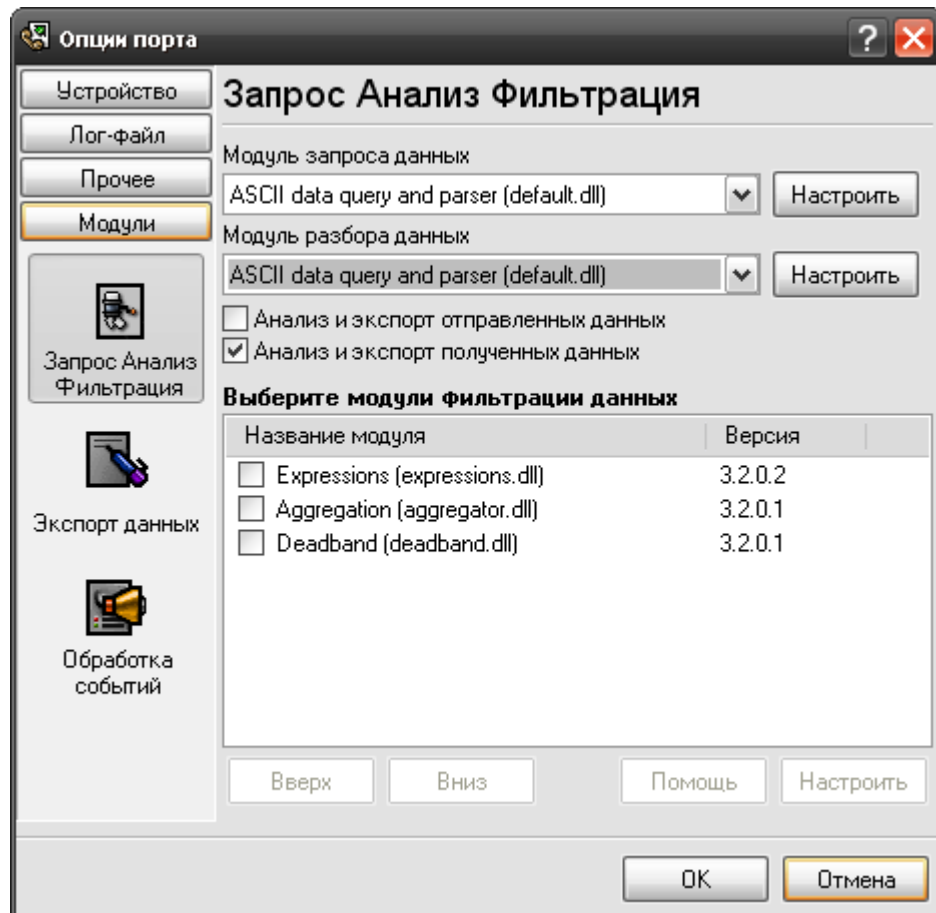 Опции порта
?
Устройство
Лог-файл
Прочее
Модули
Запрос Анализ
Фильтрация
Экспорт данных
Обработка
событий
Запрос Анализ Фильтрация
Модуль запроса данных
ASCII data query and parser (default.dll) Настроить
Модуль разбора данных
ASCII data query and parser (default.dll) Настроить
Анализ и экспорт отправленных данных
Анализ и экспорт полученных данных
Выберите модули фильтрации данных
Название модуля Версия
Expressions (expressions.dll) 3.2.0.2
Aggregation (aggregator.dll) 3.2.0.1
Deadband (deadband.dll) 3.2.0.1
Вверх Вниз Помощь Настроить
OK Отмена